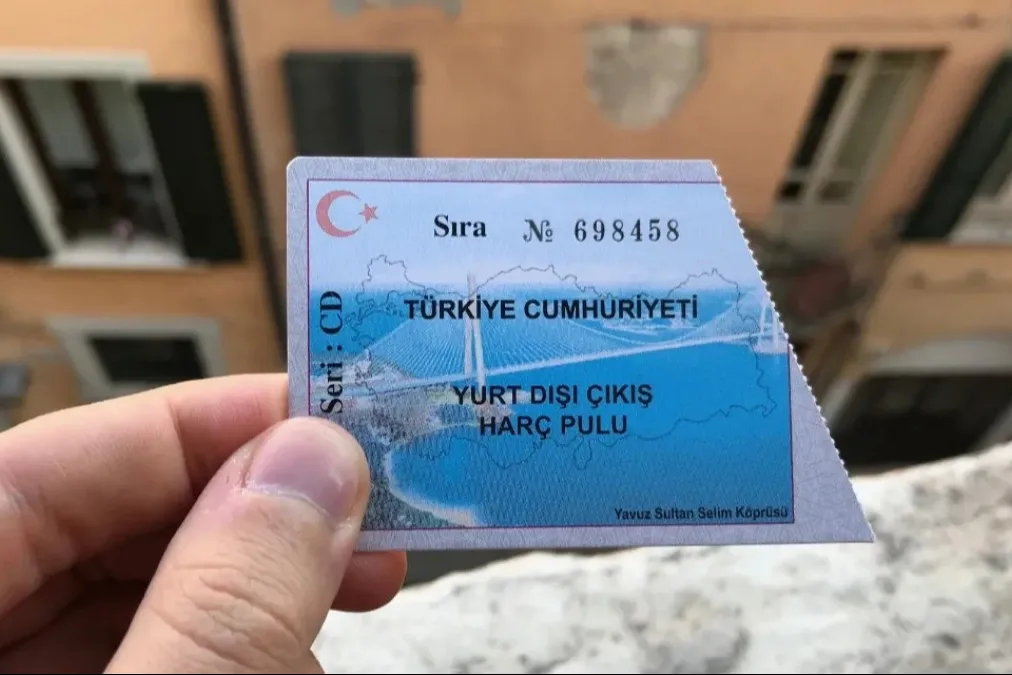 Sıra № 698458
Seri : CD
TÜRKİYE CUMHURİYETİ
YURT DIŞI ÇIKIŞ
HARÇ PULU
Yavuz Sultan Selim Köprüsü